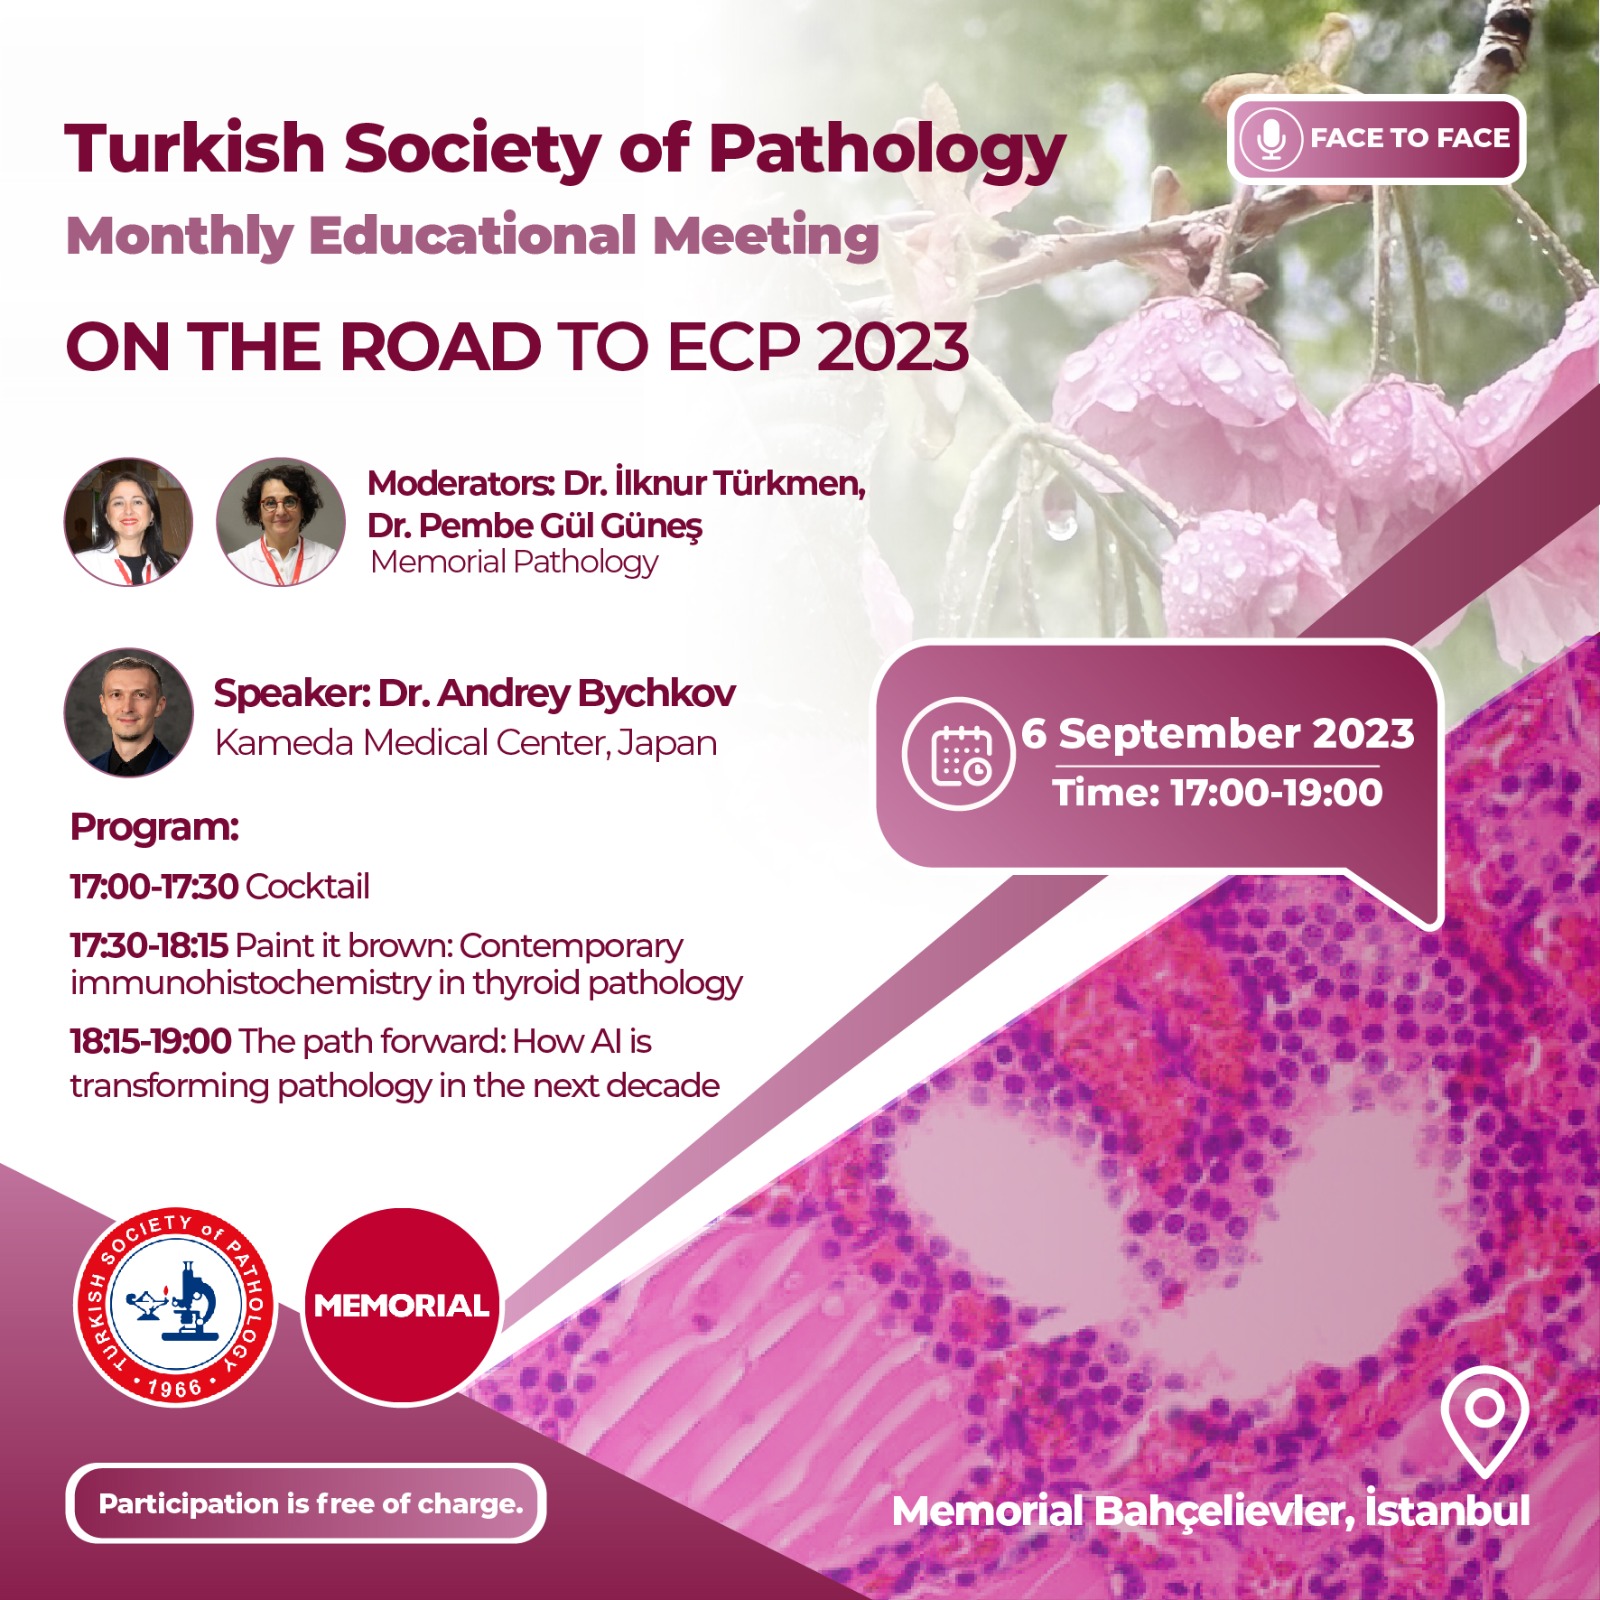 Turkish Society of Pathology
Monthly Educational Meeting
ON THE ROAD TO ECP 2023
FACE TO FACE
Moderators: Dr. İlknur Türkmen,
Dr. Pembe Gül Güneş
Memorial Pathology
Speaker: Dr. Andrey Bychkov
Kameda Medical Center, Japan
6 September 2023
Time: 17:00-19:00
Program:
17:00-17:30 Cocktail
17:30-18:15 Paint it brown: Contemporary
immunohistochemistry in thyroid pathology
18:15-19:00 The path forward: How AI is
transforming pathology in the next decade
TURKISH SOCIETY of PATHOLOGY
• 1966 •
MEMORIAL
Participation is free of charge.
Memorial Bahçelievler, İstanbul